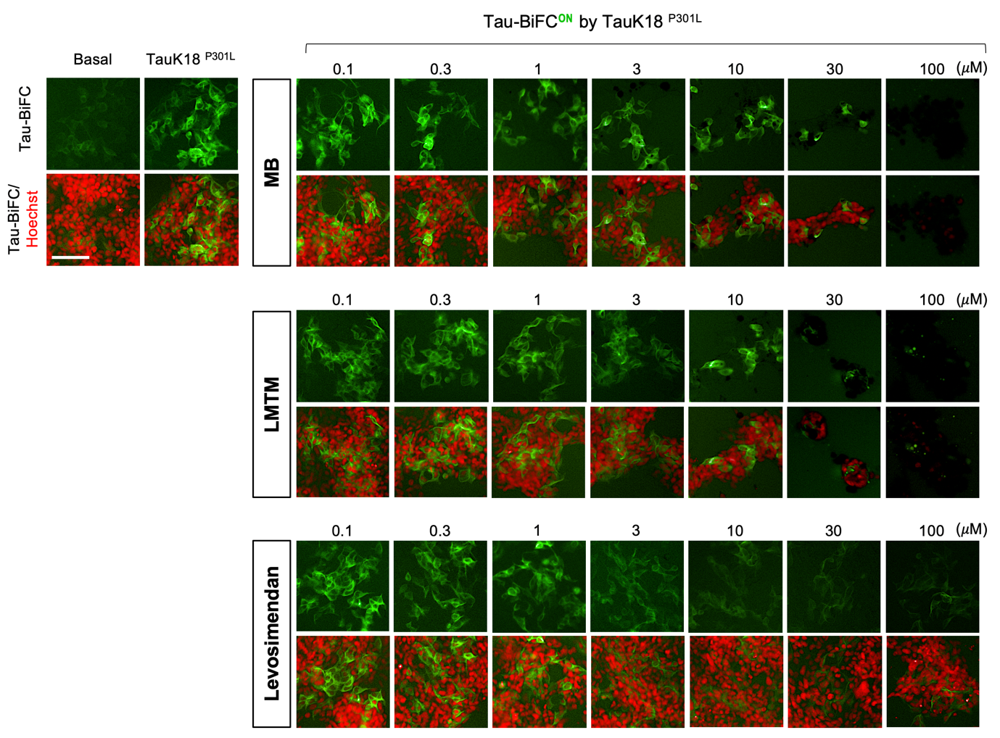 Tau-BiFC^ON by TauK18 ^P301L
Basal
TauK18 ^P301L
Tau-BiFC
Tau-BiFC/
Hoechst
0.1 0.3 1 3 10 30 100 (μM)
MB
0.1 0.3 1 3 10 30 100 (μM)
LMTM
0.1 0.3 1 3 10 30 100 (μM)
Levosimendan